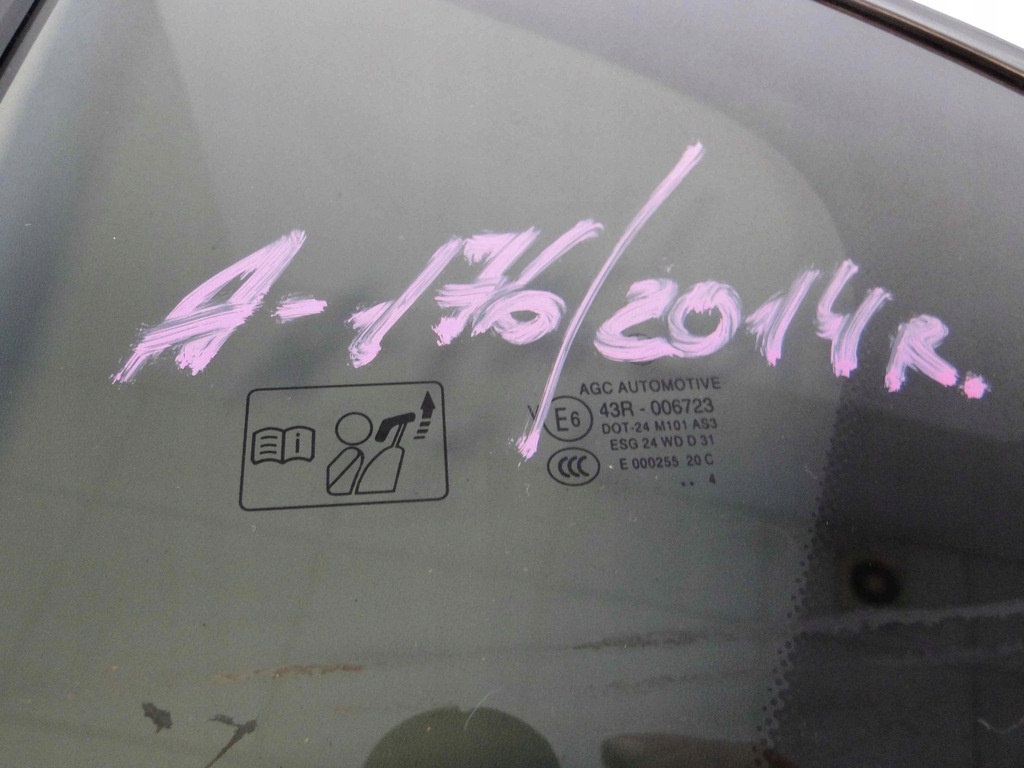 A-176/2014R.
AGC AUTOMOTIVE
E6 43R - 006723
DOT-24 M101 AS3
ESG 24 WD D 31
CCC E 000255 20 C
.. 4
i